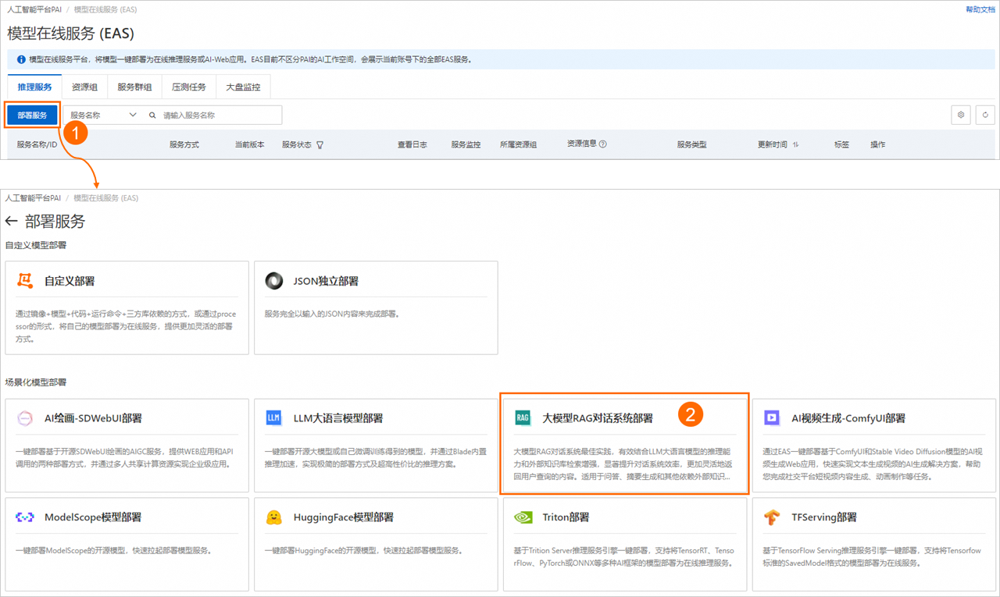 人工智能平台PAI / 模型在线服务 (EAS)
帮助文档
模型在线服务 (EAS)
模型在线服务平台，将模型一键部署为在线推理服务或AI-Web应用。EAS目前不区分PAI的AI工作空间，会展示当前账号下的全部EAS服务。
推理服务 资源组 服务群组 压测任务 大盘监控
部署服务 服务名称 请输入服务名称
1
服务名称/ID 服务方式 当前版本 服务状态 查看日志 服务监控 所属资源组 资源信息 服务类型 更新时间 标签 操作
人工智能平台PAI / 模型在线服务 (EAS)
部署服务
自定义模型部署
自定义部署
通过镜像+模型+代码+运行命令+三方库依赖的方式，或通过proce
ssor的形式，将自己的模型部署为在线服务，提供更加灵活的部署
方式。
JSON独立部署
服务完全以输入的JSON内容来完成部署。
场景化模型部署
AI绘画-SDWebUI部署
一键部署基于开源SDWebUI绘画的AIGC服务，提供WEB应用和API
调用的两种部署方式，并通过多人共享计算资源实现企业级应用。
LLM
LLM大语言模型部署
一键部署开源大模型或自己微调训练得到的模型，并通过Blade内置
推理加速，实现极简的部署方式及超高性价比的推理方案。
RAG
大模型RAG对话系统部署
2
大模型RAG对话系统最佳实践，有效结合LLM大语言模型的推理能
力和外部知识库检索增强，显著提升对话系统效率，更加灵活地返
回用户查询的内容。适用于问答、摘要生成和其他依赖外部知识...
AI视频生成-ComfyUI部署
通过EAS一键部署基于ComfyUI和Stable Video Diffusion模型的AI视
频生成Web应用，快速实现文本生成视频的AI生成解决方案，帮助
您完成社交平台短视频内容生成、动画制作等任务。
ModelScope模型部署
一键部署ModelScope的开源模型，快速拉起部署模型服务。
HuggingFace模型部署
一键部署HuggingFace的开源模型，快速拉起部署模型服务。
Triton部署
基于Trition Server推理服务引擎一键部署，支持将TensorRT、Tenso
rFlow、PyTorch或ONNX等多种AI框架的模型部署为在线推理服务。
TFServing部署
基于TensorFlow Serving推理服务引擎一键部署，支持将Tensorfow
标准的SavedModel格式的模型部署为在线服务。